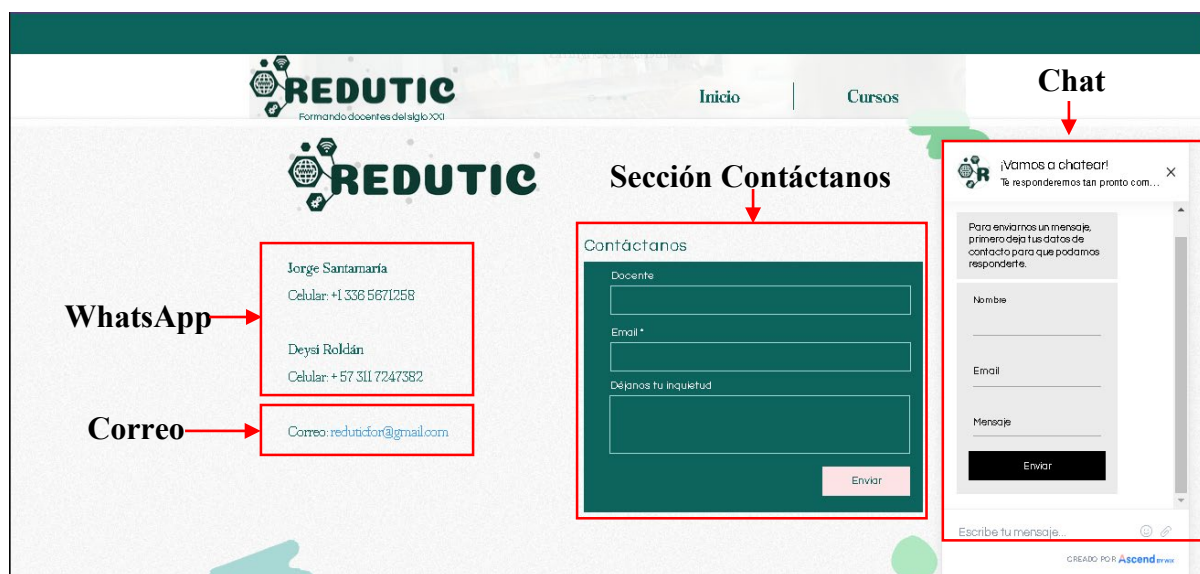 REDUTIC
Formando docentes del siglo XXI
Inicio
Cursos
Chat
REDUTIC
Sección Contáctanos
WhatsApp
Jorge Santamaría
Celular: +1 336 5671258
Deysi Roldán
Celular: + 57 311 7247382
Correo
Correo: reduticfor@gmail.com
Contáctanos
Docente
Email *
Déjanos tu inquietud
Enviar
R
¡Vamos a chatear!
Te responderemos tan pronto com...
Para enviarnos un mensaje,
primero deja tus datos de
contacto para que podamos
responderte.
Nombre
Email
Mensaje
Enviar
Escribe tu mensaje...
CREADO POR Ascend BY WIX